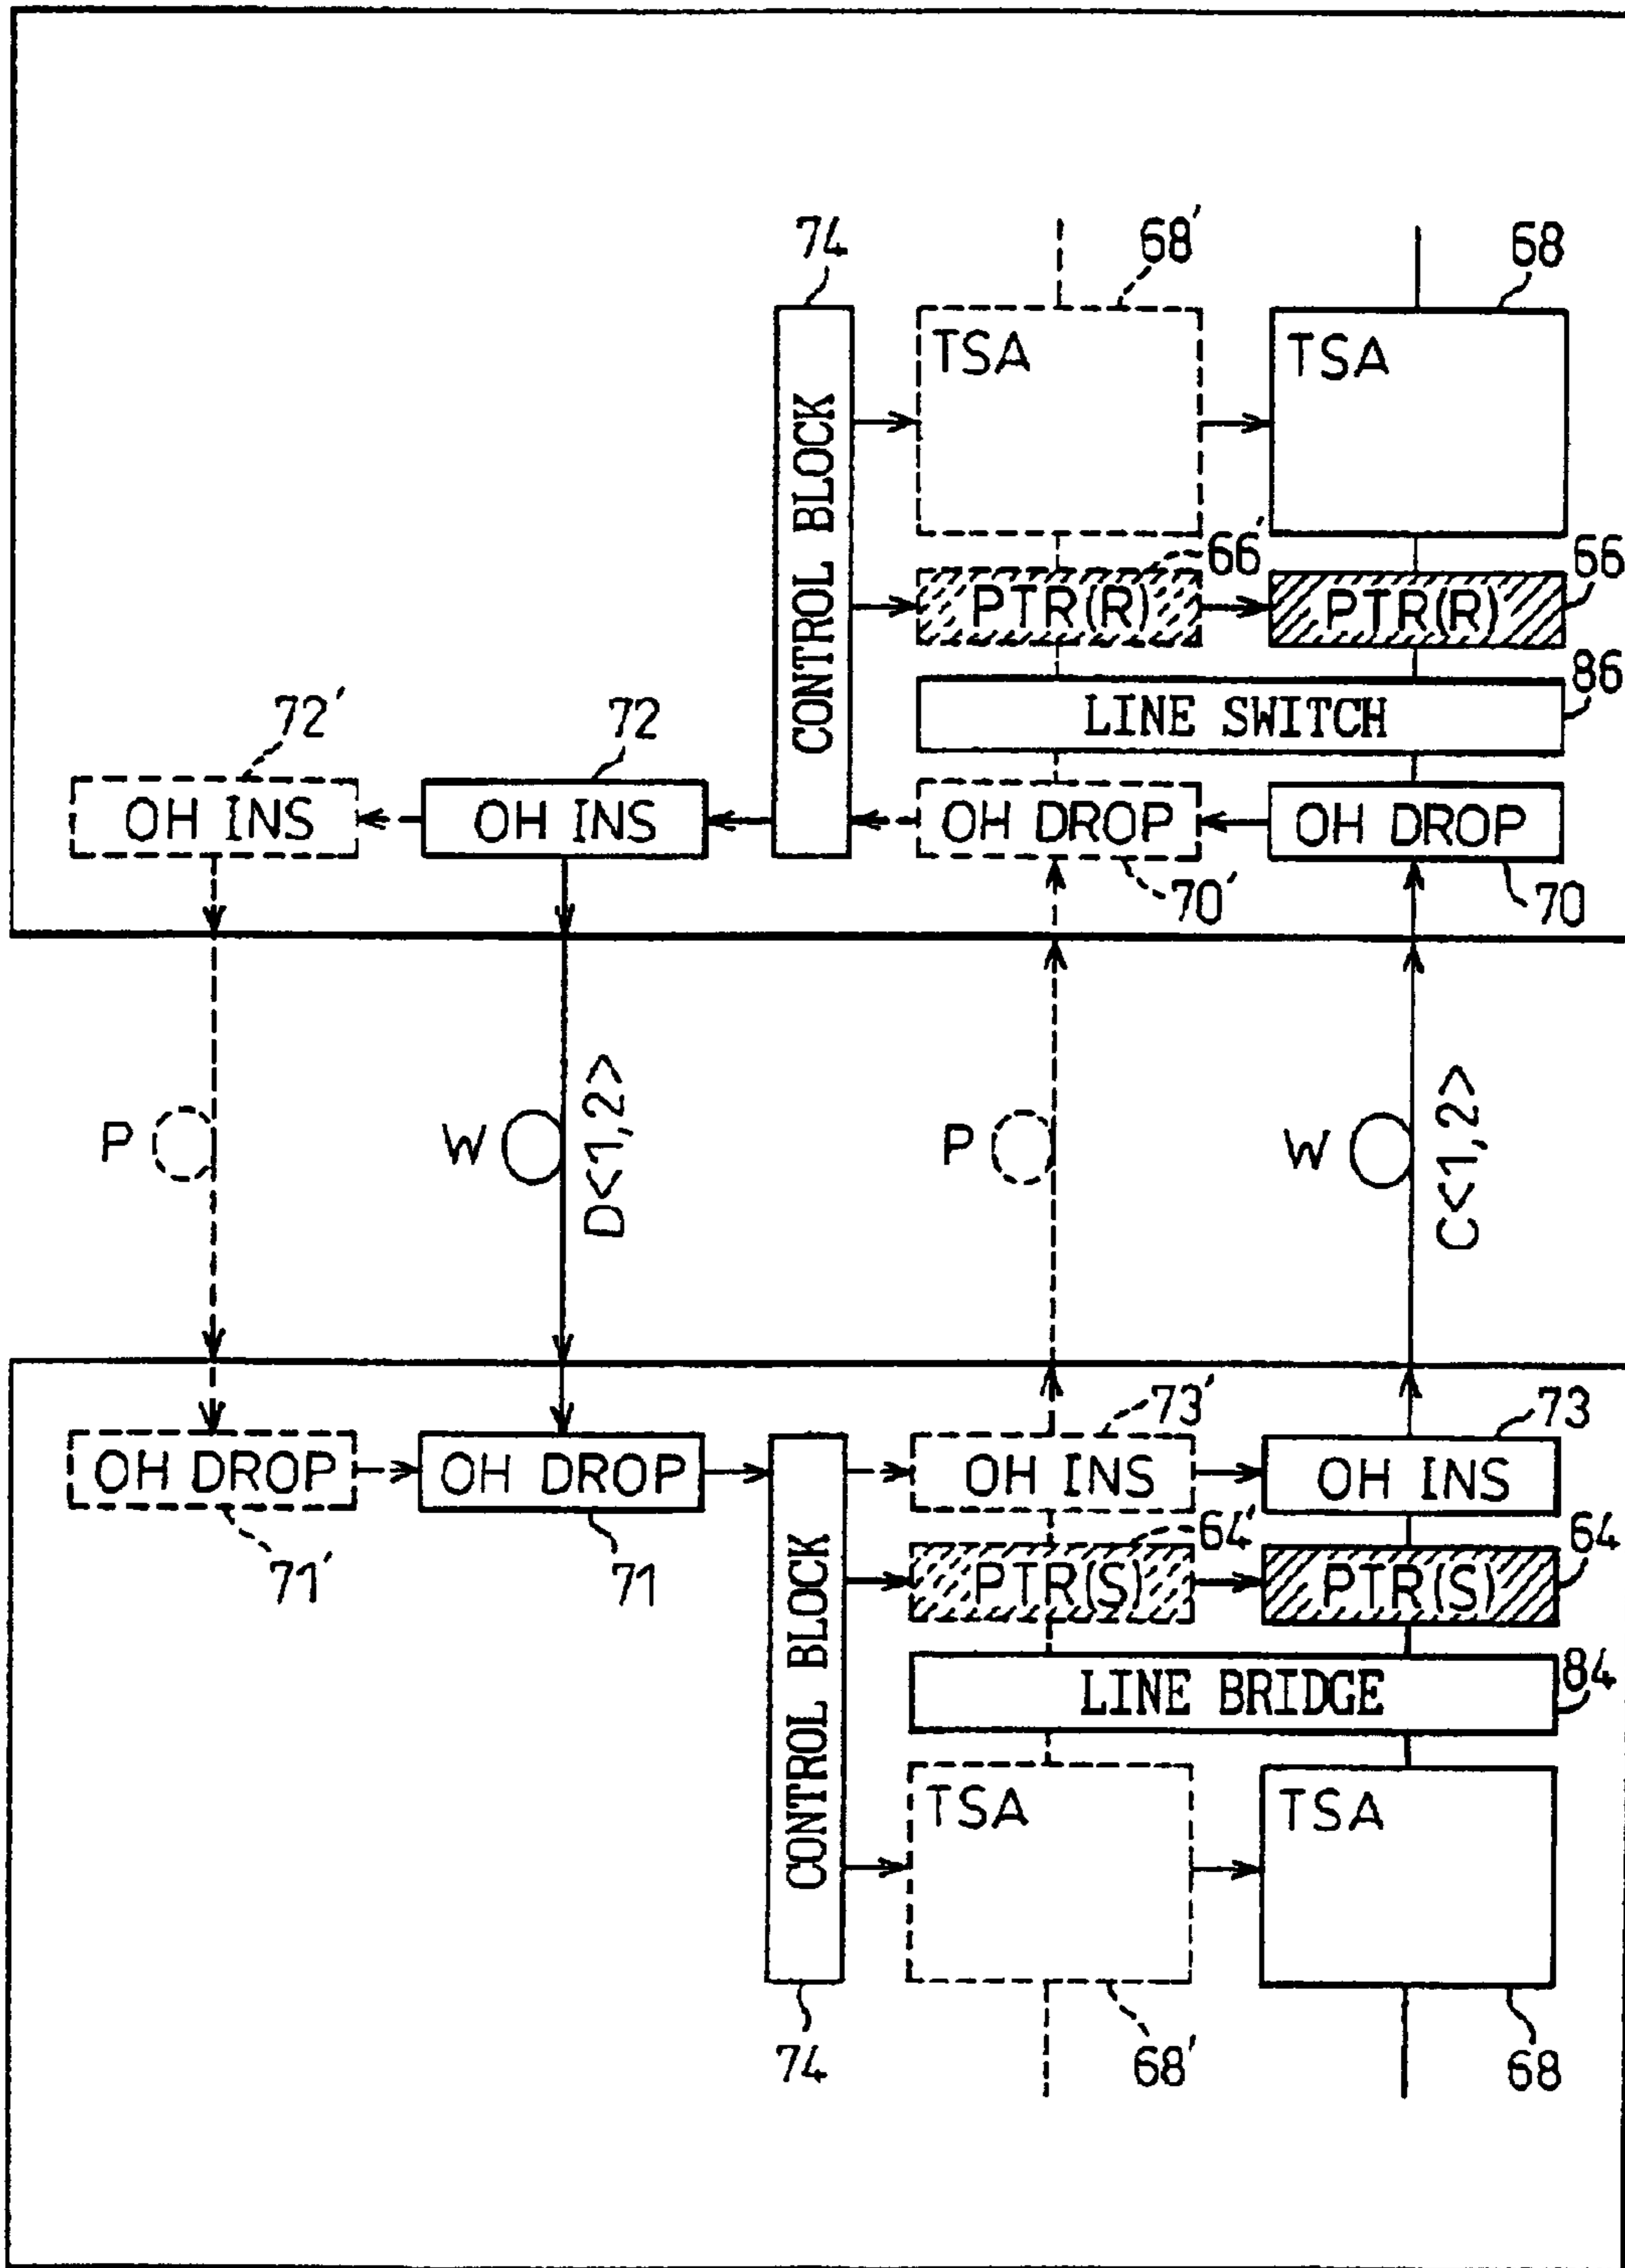 74
68'
68
TSA
TSA
CONTROL BLOCK
66'
66
PTR(R)
PTR(R)
86
LINE SWITCH
72'
72
OH INS
OH INS
OH DROP
OH DROP
70'
70
P
W
D<1,2>
P
W
C<1,2>
73'
73
OH DROP
OH DROP
OH INS
OH INS
71'
71
64'
64
PTR(S)
PTR(S)
CONTROL BLOCK
84
LINE BRIDGE
TSA
TSA
74
68'
68